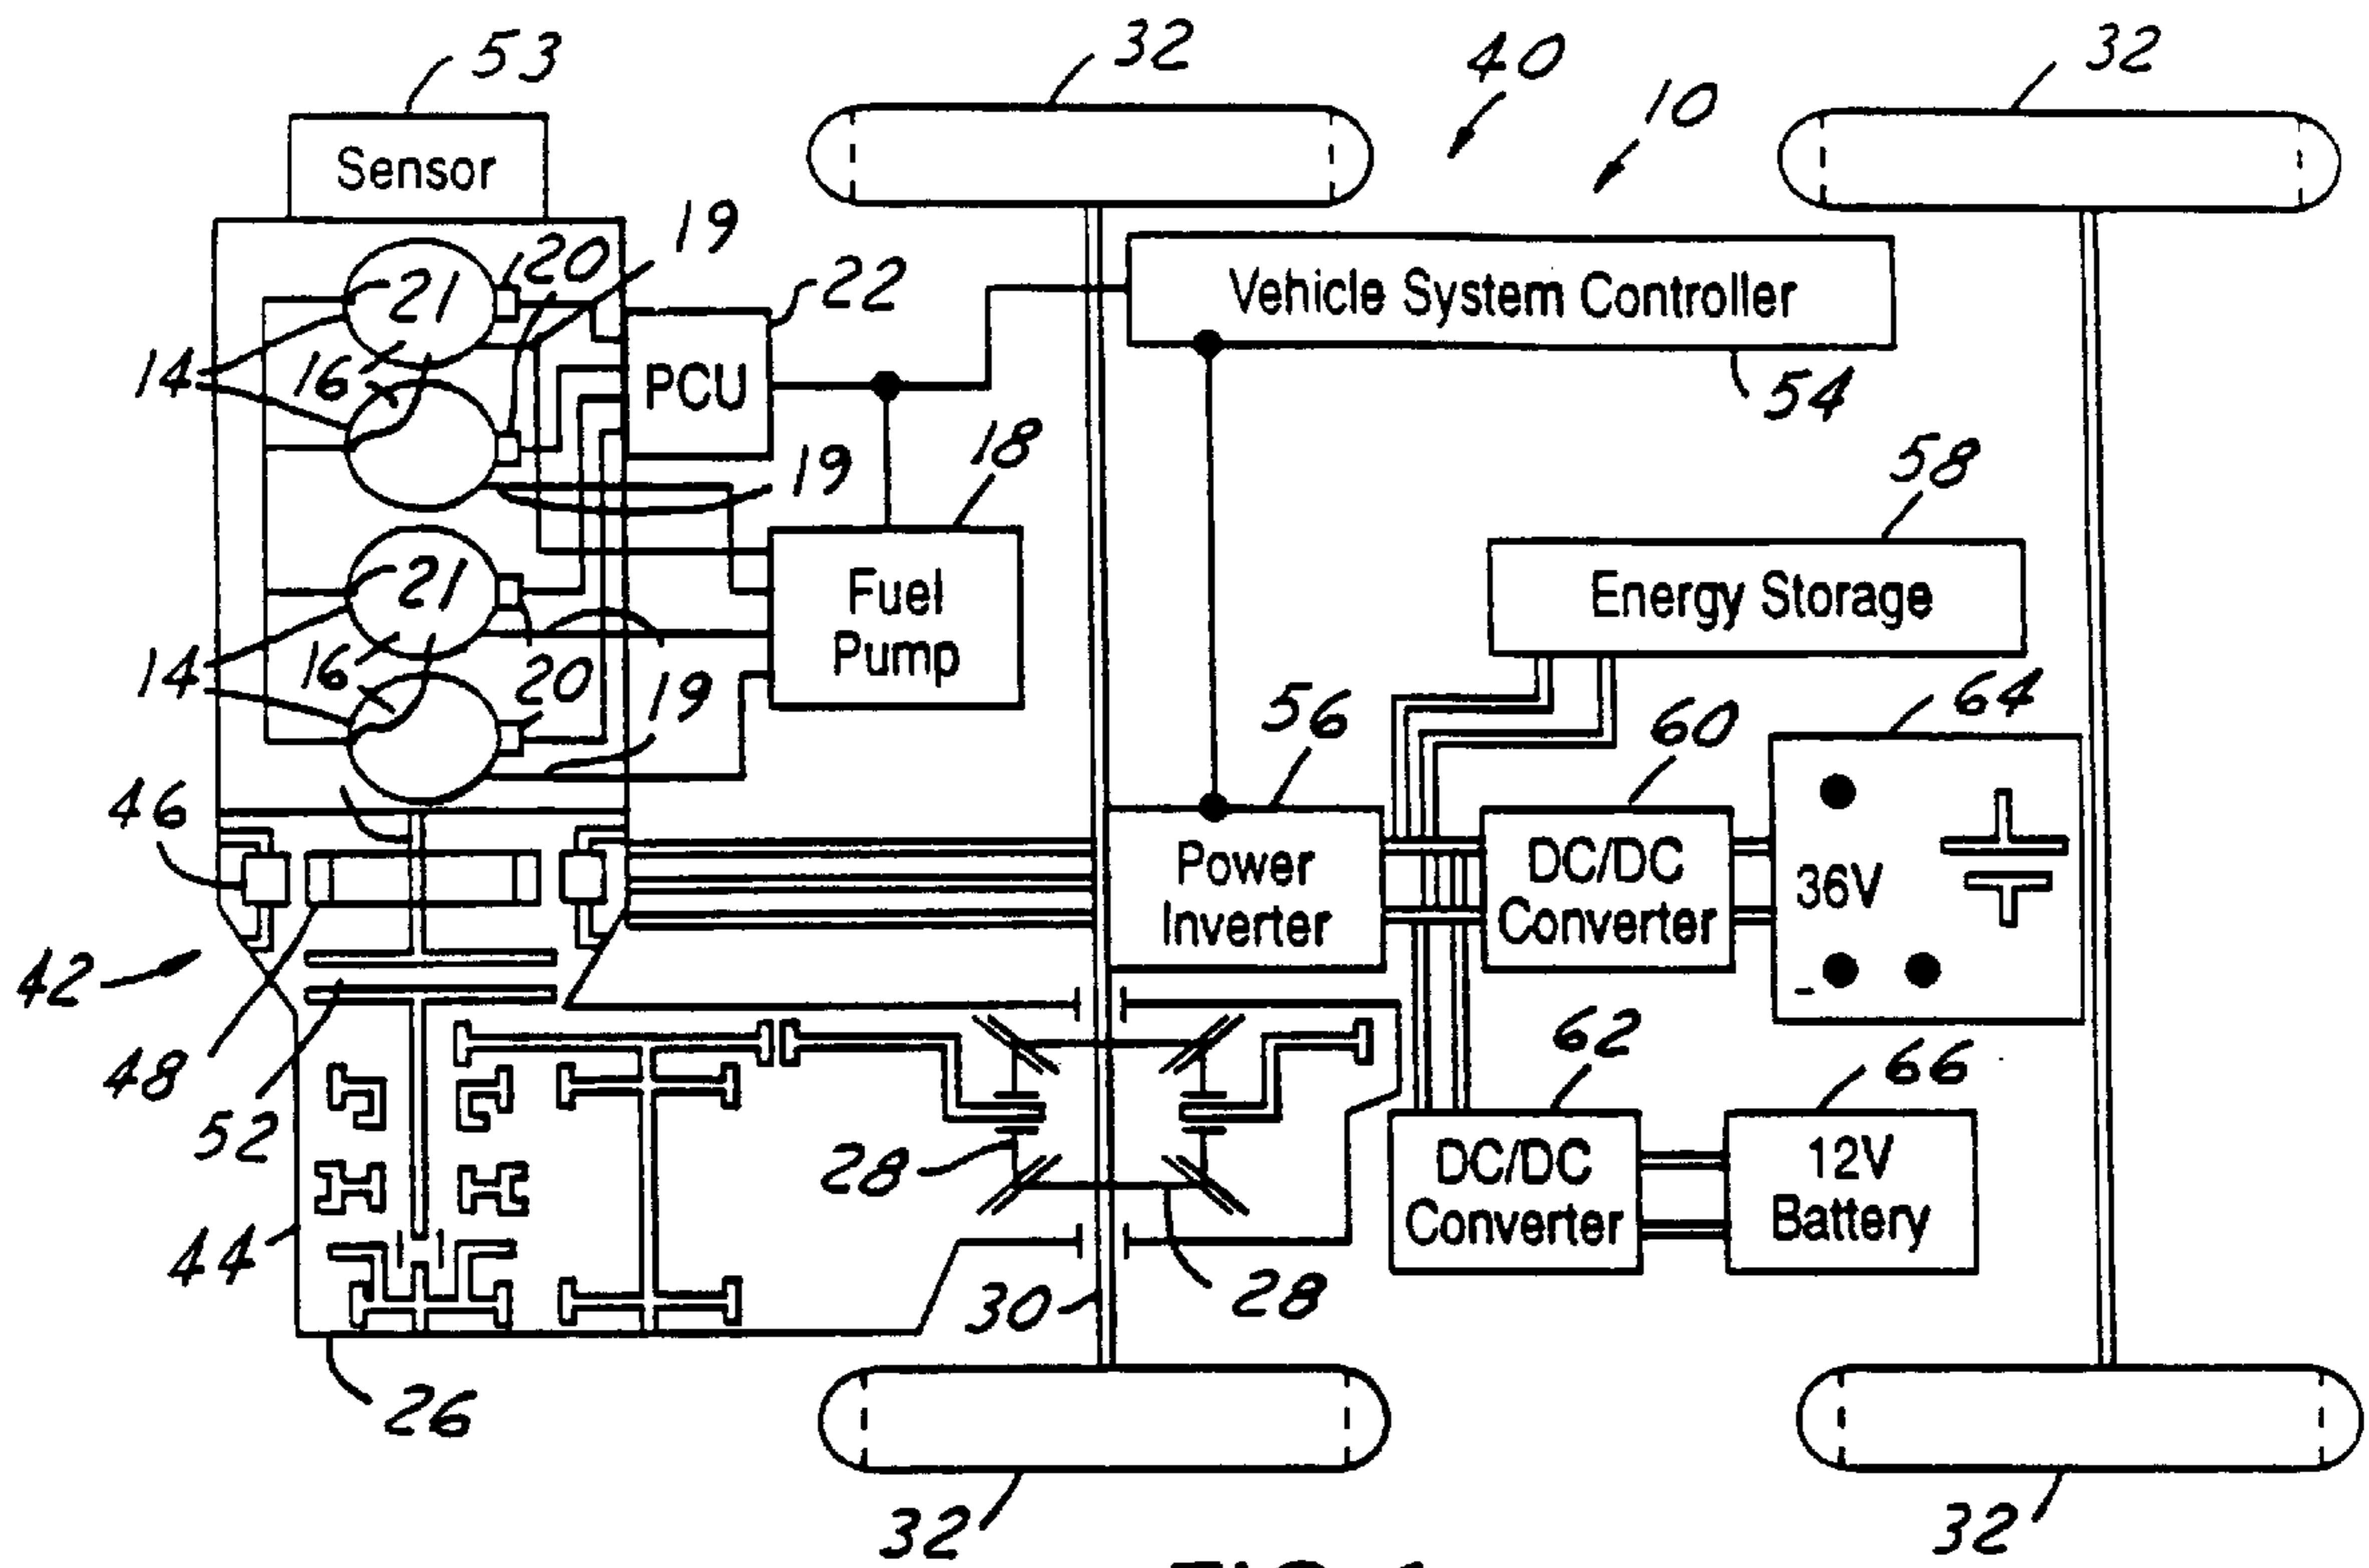 53
32
40
10
32
Sensor
19
20
21
22
Vehicle System Controller
14
16
PCU
54
18
19
58
21
Fuel
Pump
Energy Storage
14
16
20
19
56
60
64
46
36V
Power
Inverter
DC/DC
Converter
42
-
48
52
62
66
28
DC/DC
Converter
12V
Battery
44
30
28
26
32
32